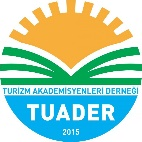 TURİZM AKADEMİSYENLERİ DERNEĞİ
TUADER
2015